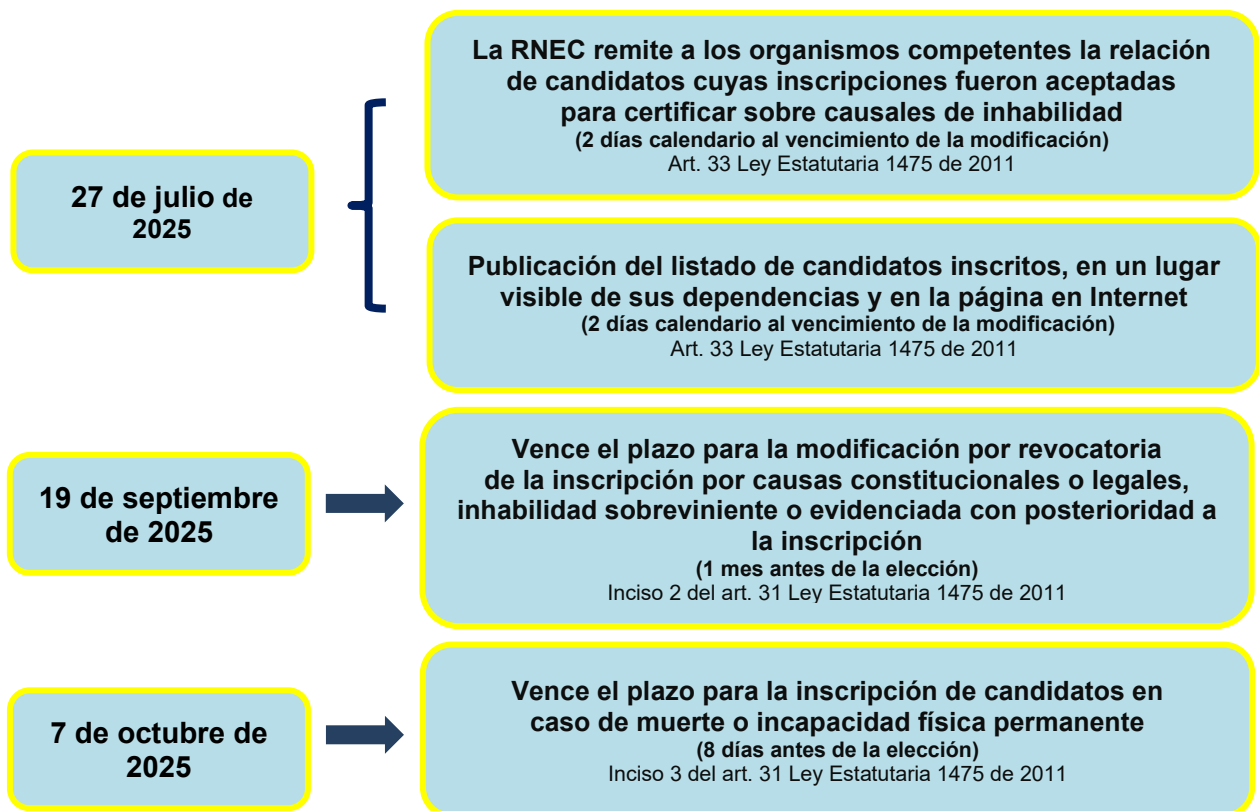 27 de julio de
2025
La RNEC remite a los organismos competentes la relación
de candidatos cuyas inscripciones fueron aceptadas
para certificar sobre causales de inhabilidad
(2 días calendario al vencimiento de la modificación)
Art. 33 Ley Estatutaria 1475 de 2011
Publicación del listado de candidatos inscritos, en un lugar
visible de sus dependencias y en la página en Internet
(2 días calendario al vencimiento de la modificación)
Art. 33 Ley Estatutaria 1475 de 2011
19 de septiembre
de 2025
Vence el plazo para la modificación por revocatoria
de la inscripción por causas constitucionales o legales,
inhabilidad sobreviniente o evidenciada con posterioridad a
la inscripción
(1 mes antes de la elección)
Inciso 2 del art. 31 Ley Estatutaria 1475 de 2011
7 de octubre de
2025
Vence el plazo para la inscripción de candidatos en
caso de muerte o incapacidad física permanente
(8 días antes de la elección)
Inciso 3 del art. 31 Ley Estatutaria 1475 de 2011